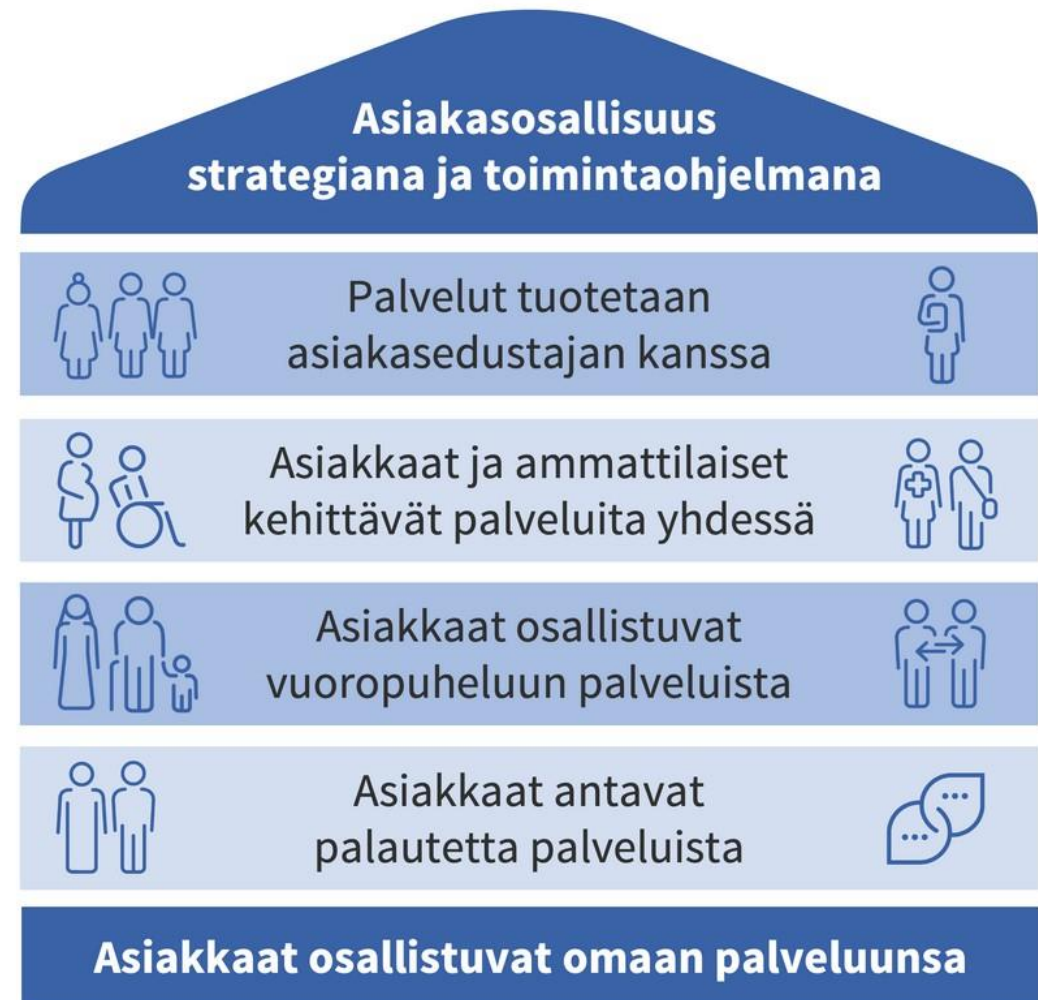 Asiakasosallisuus
strategiana ja toimintaohjelmana
Palvelut tuotetaan
asiakasedustajan kanssa
Asiakkaat ja ammattilaiset
kehittävät palveluita yhdessä
Asiakkaat osallistuvat
vuoropuheluun palveluista
Asiakkaat antavat
palautetta palveluista
Asiakkaat osallistuvat omaan palveluunsa